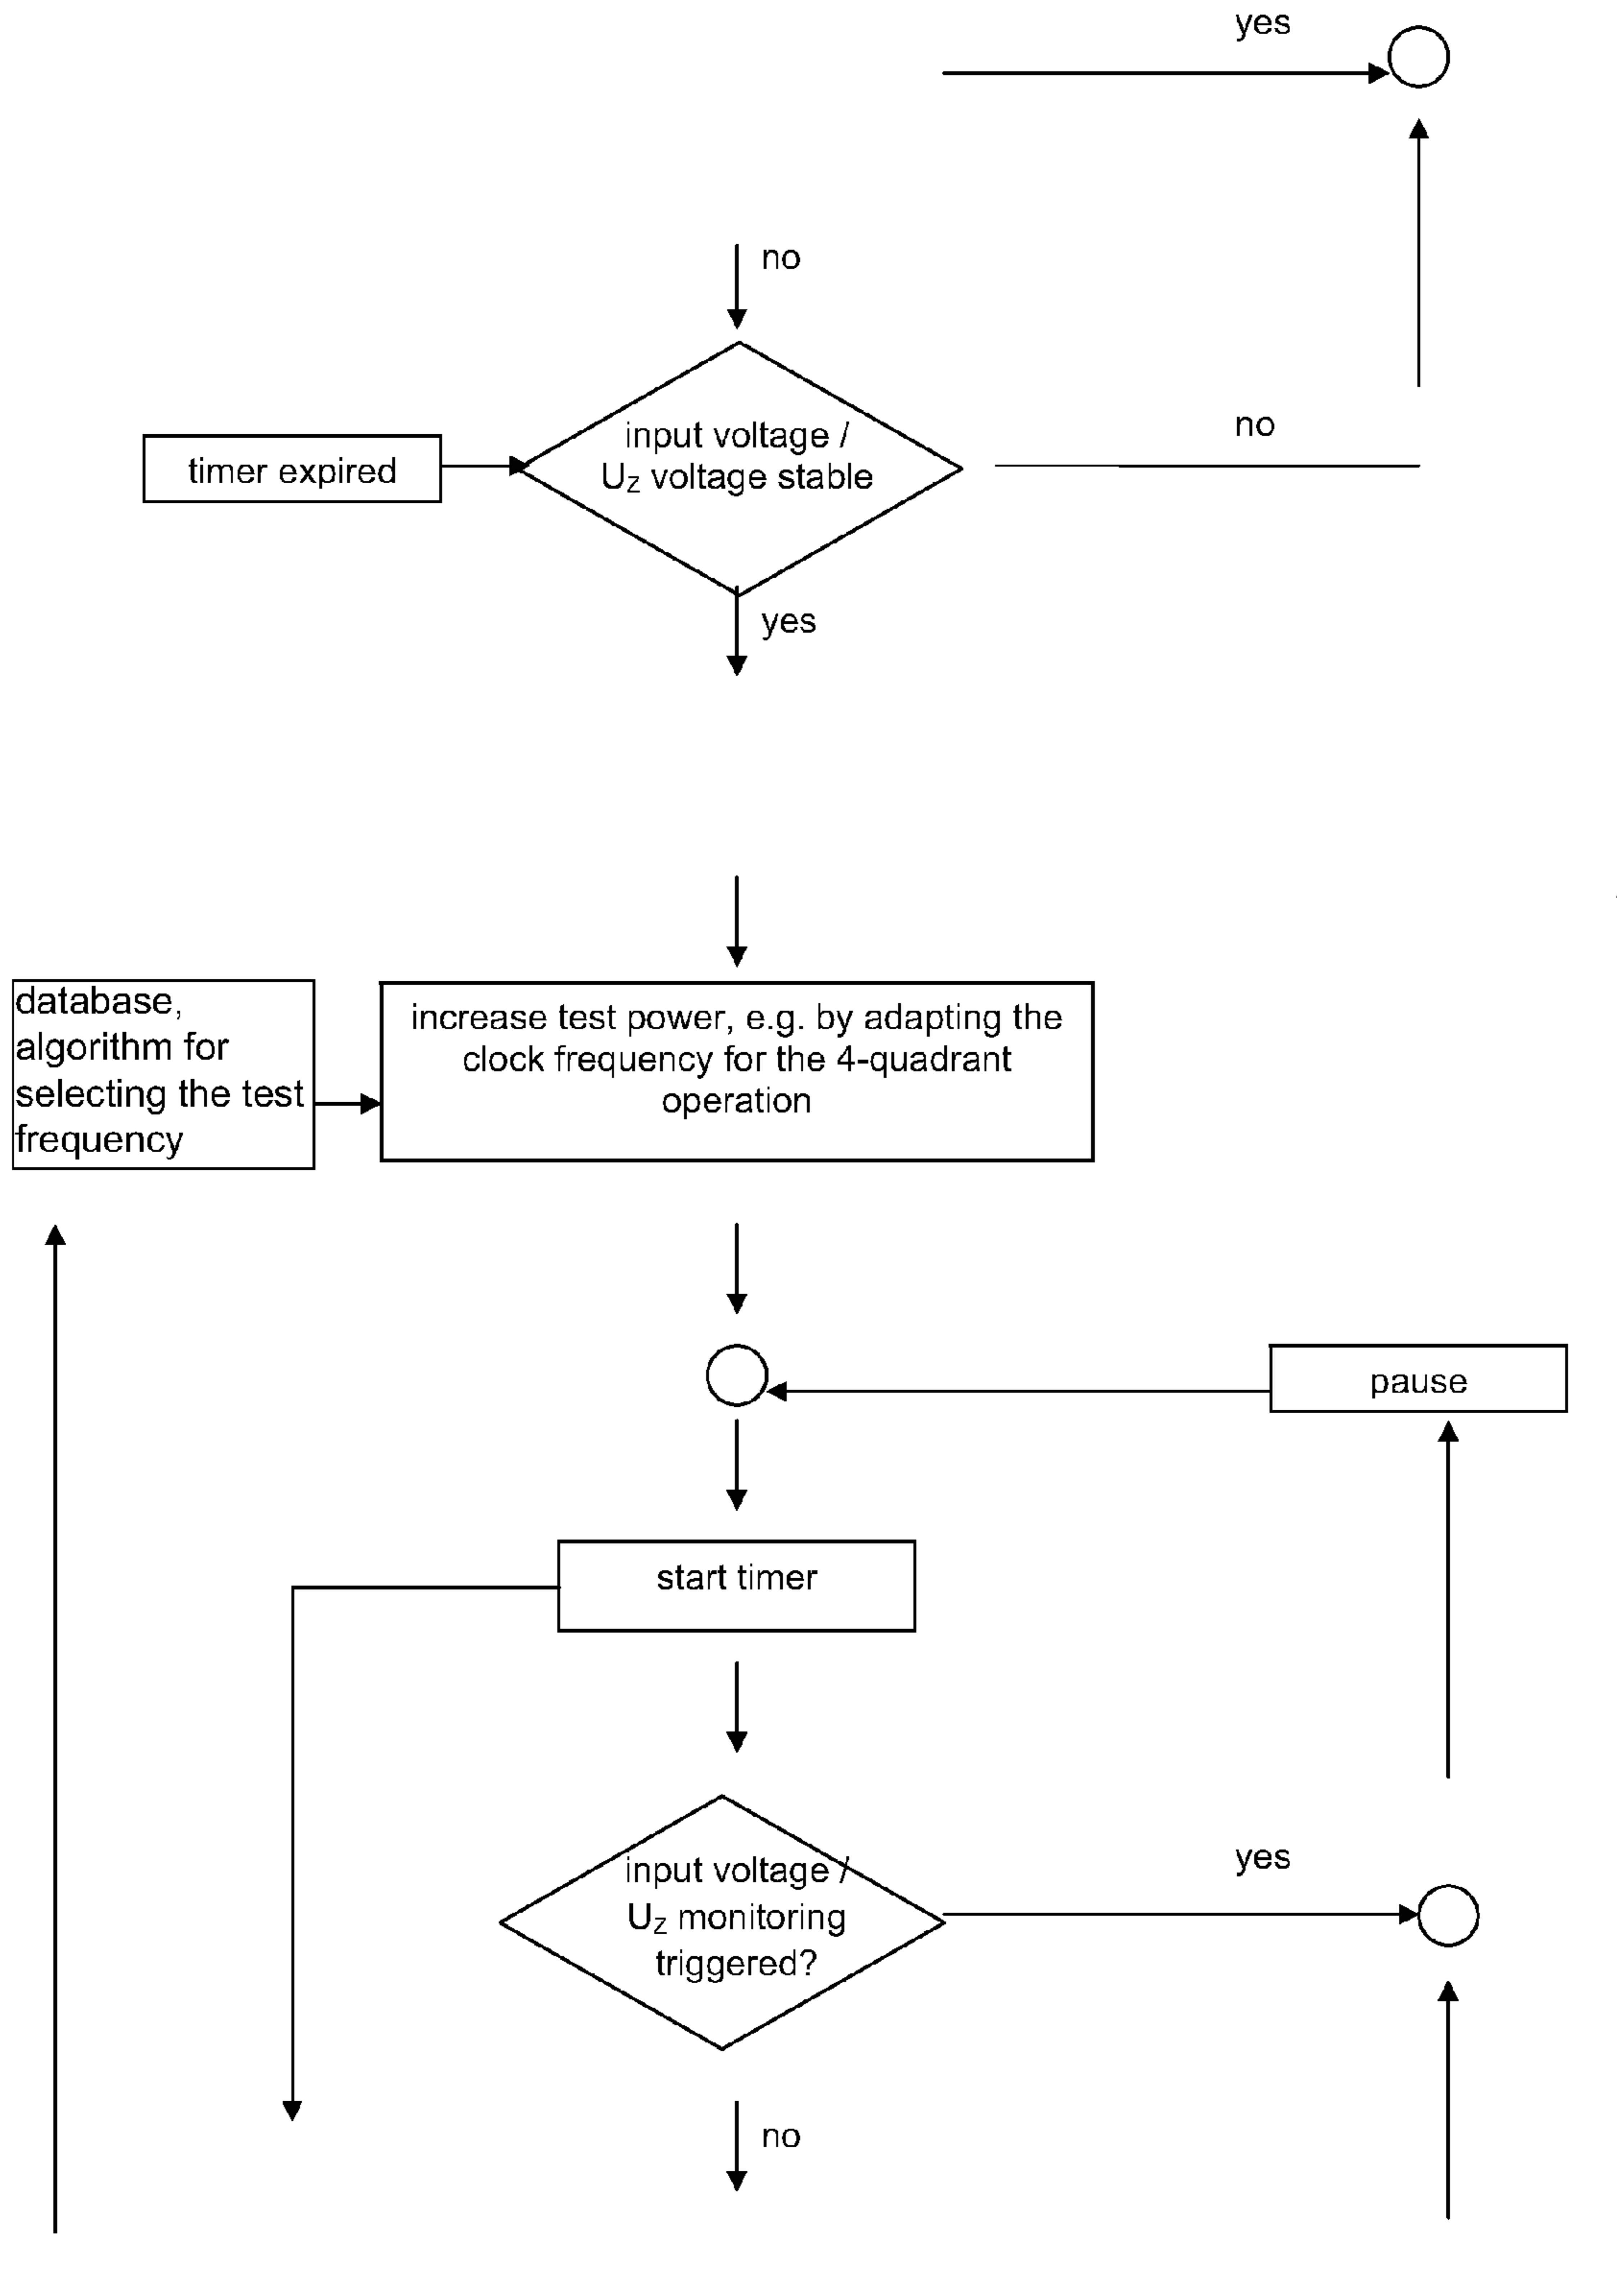 yes
no
input voltage /
Uz voltage stable
no
timer expired
yes
database,
algorithm for
selecting the test
frequency
increase test power, e.g. by adapting the
clock frequency for the 4-quadrant
operation
pause
start timer
input voltage /
Uz monitoring
triggered?
yes
no